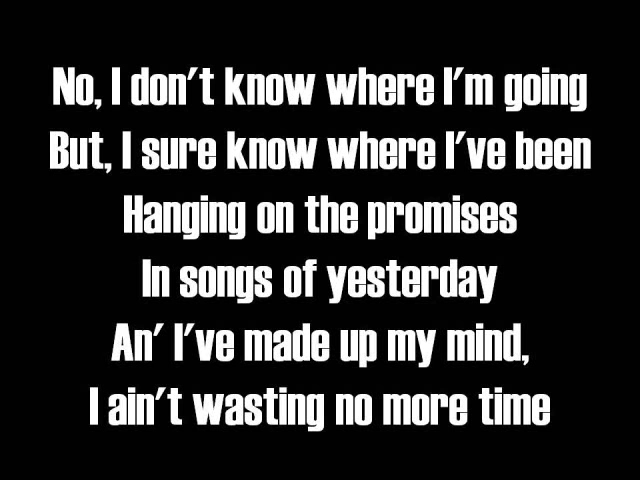 No, I don't know where I'm going
But, I sure know where I've been
Hanging on the promises
In songs of yesterday
An' I've made up my mind,
I ain't wasting no more time